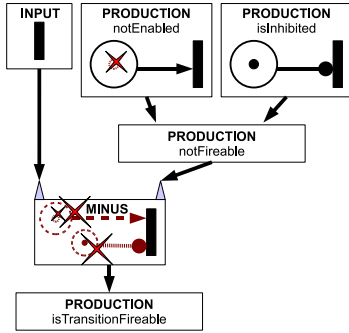 INPUT
PRODUCTION
notEnabled
PRODUCTION
isInhibited
PRODUCTION
notFireable
MINUS
PRODUCTION
isTransitionFireable